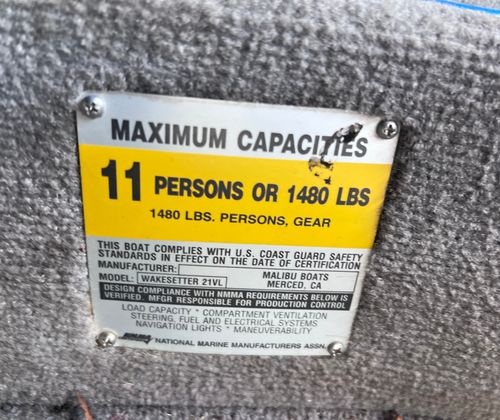 MAXIMUM CAPACITIES
11 PERSONS OR 1480 LBS
1480 LBS. PERSONS, GEAR
THIS BOAT COMPLIES WITH U.S. COAST GUARD SAFETY
STANDARDS IN EFFECT ON THE DATE OF CERTIFICATION
MANUFACTURER: MALIBU BOATS
MODEL: WAKESETTER 21VL MERCED, CA
DESIGN COMPLIANCE WITH NMMA REQUIREMENTS BELOW IS
VERIFIED. MFGR RESPONSIBLE FOR PRODUCTION CONTROL
LOAD CAPACITY * COMPARTMENT VENTILATION
STEERING, FUEL AND ELECTRICAL SYSTEMS
NAVIGATION LIGHTS * MANEUVERABILITY
NMMA NATIONAL MARINE MANUFACTURERS ASSN.